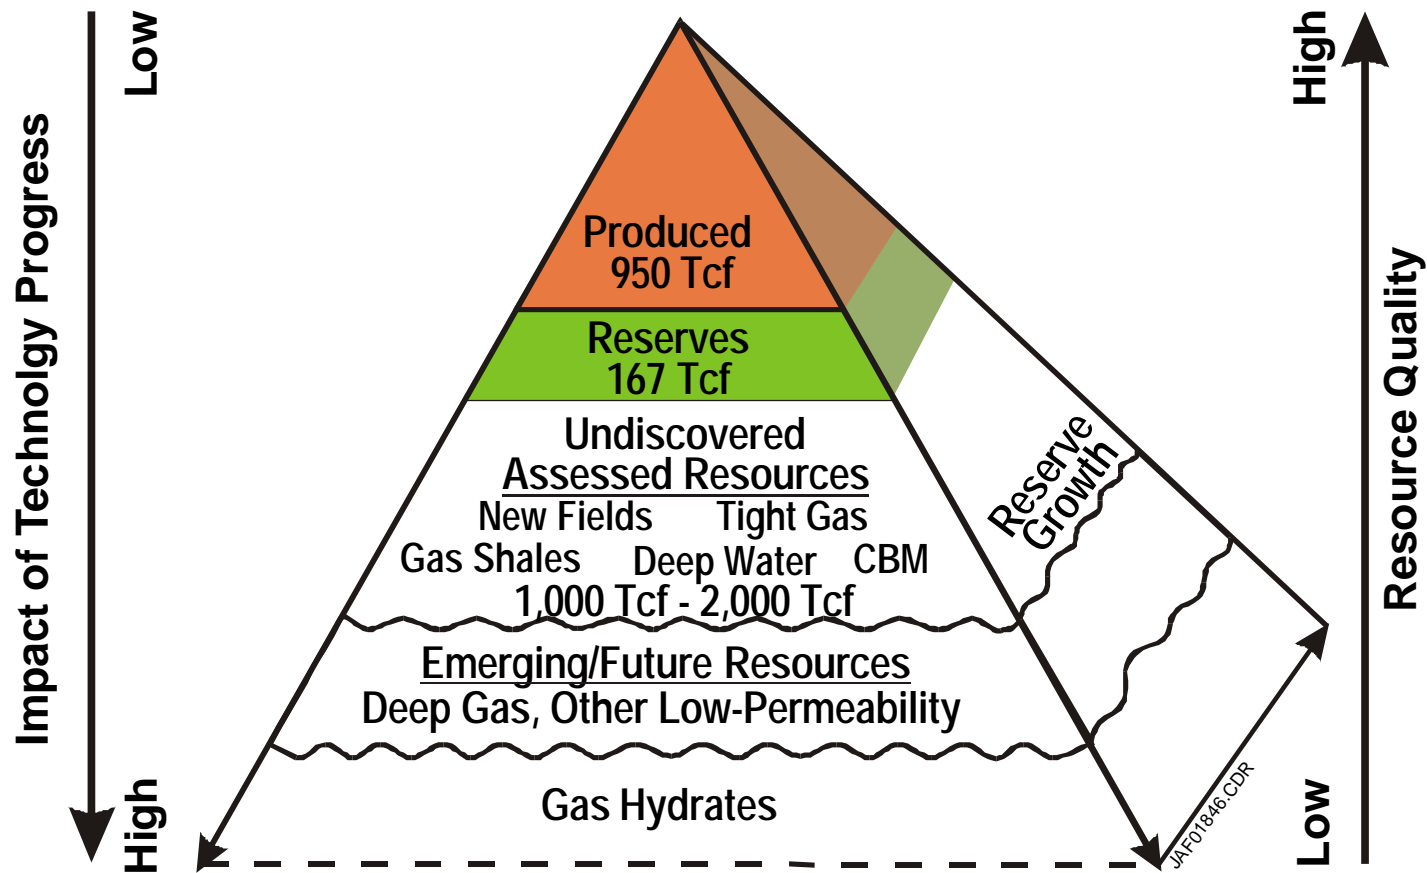 Impact of Technolgy Progress
Low
High
Produced
950 Tcf
Reserves
167 Tcf
Undiscovered
Assessed Resources
New Fields Tight Gas
Gas Shales Deep Water CBM
1,000 Tcf - 2,000 Tcf
Emerging/Future Resources
Deep Gas, Other Low-Permeability
Gas Hydrates
Reserve
Growth
JAF01846.CDR
High
Low
Resource Quality